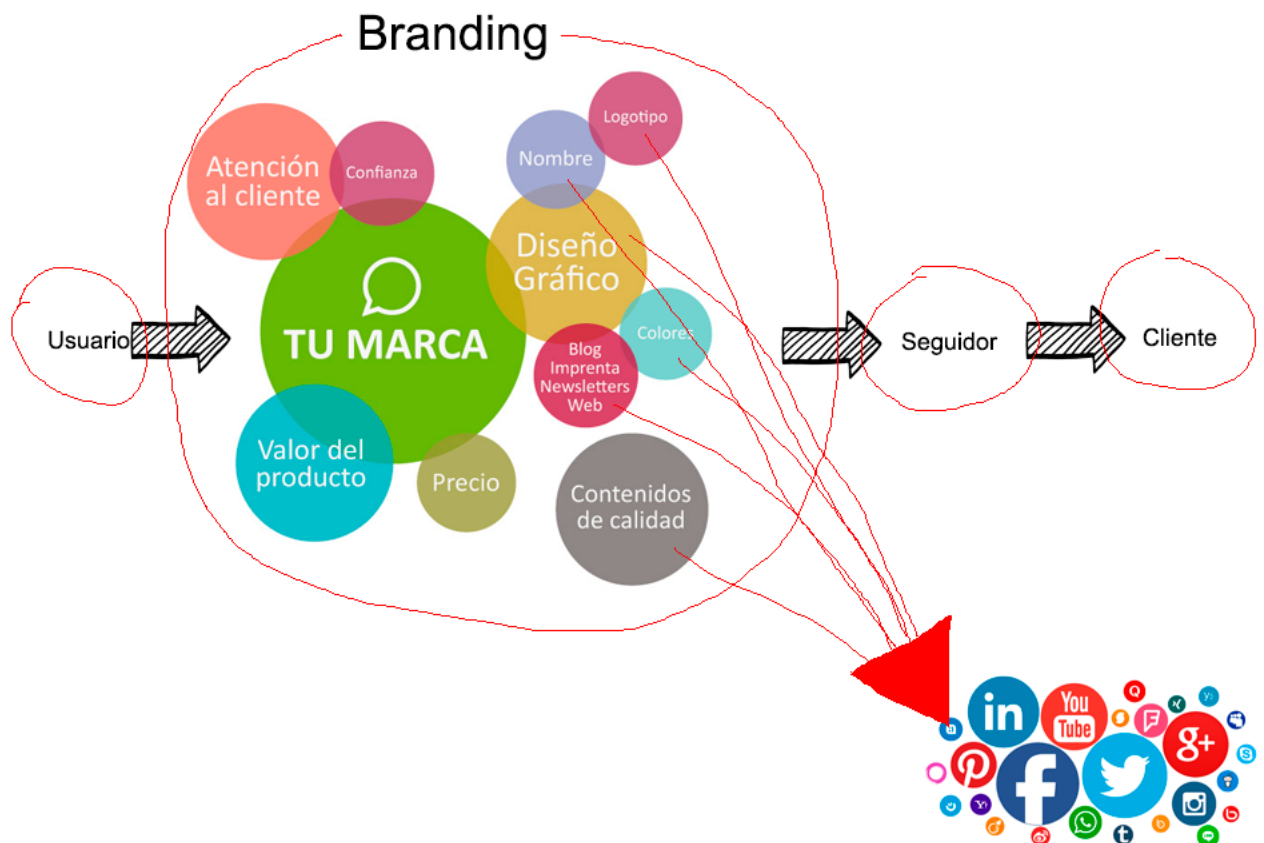 Branding
Logotipo
Nombre
Atención
al cliente
Confianza
Diseño
Gráfico
TU MARCA
Colores
Blog
Imprenta
Newsletters
Web
Usuario
Seguidor
Cliente
Valor del
producto
Precio
Contenidos
de calidad
in
You
Tube
g+